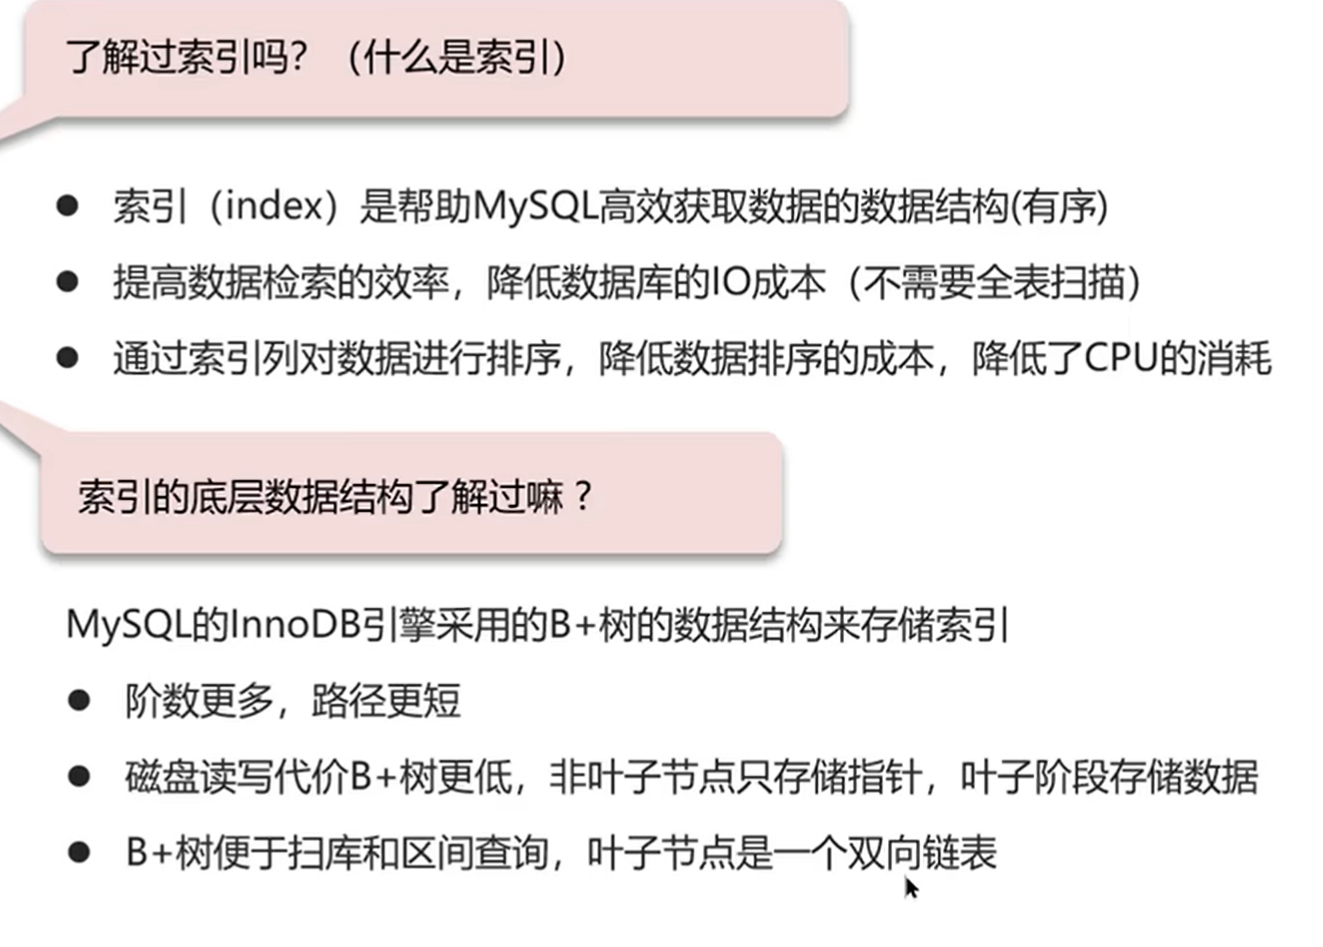 了解过索引吗？（什么是索引）
● 索引（index）是帮助MySQL高效获取数据的数据结构(有序)
● 提高数据检索的效率，降低数据库的IO成本（不需要全表扫描）
● 通过索引列对数据进行排序，降低数据排序的成本，降低了CPU的消耗
索引的底层数据结构了解过嘛 ?
MySQL的InnoDB引擎采用的B+树的数据结构来存储索引
● 阶数更多，路径更短
● 磁盘读写代价B+树更低，非叶子节点只存储指针，叶子阶段存储数据
● B+树便于扫库和区间查询，叶子节点是一个双向链表